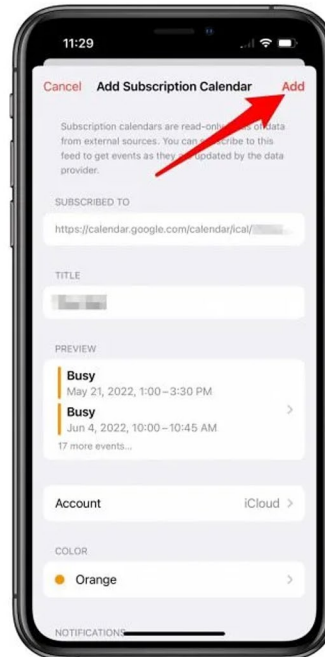 11:29
Cancel Add Subscription Calendar Add
Subscription calendars are read-only of data
from external sources. You can to this
feed to get events as they updated by the data
provider.
SUBSCRIBED TO
https://calendar.google.com/calendar/ical/
TITLE
PREVIEW
Busy
May 21, 2022, 1:00–3:30 PM
Busy
Jun 4, 2022, 10:00–10:45 AM
17 more events...
Account iCloud
COLOR
Orange
NOTIFICATIONS